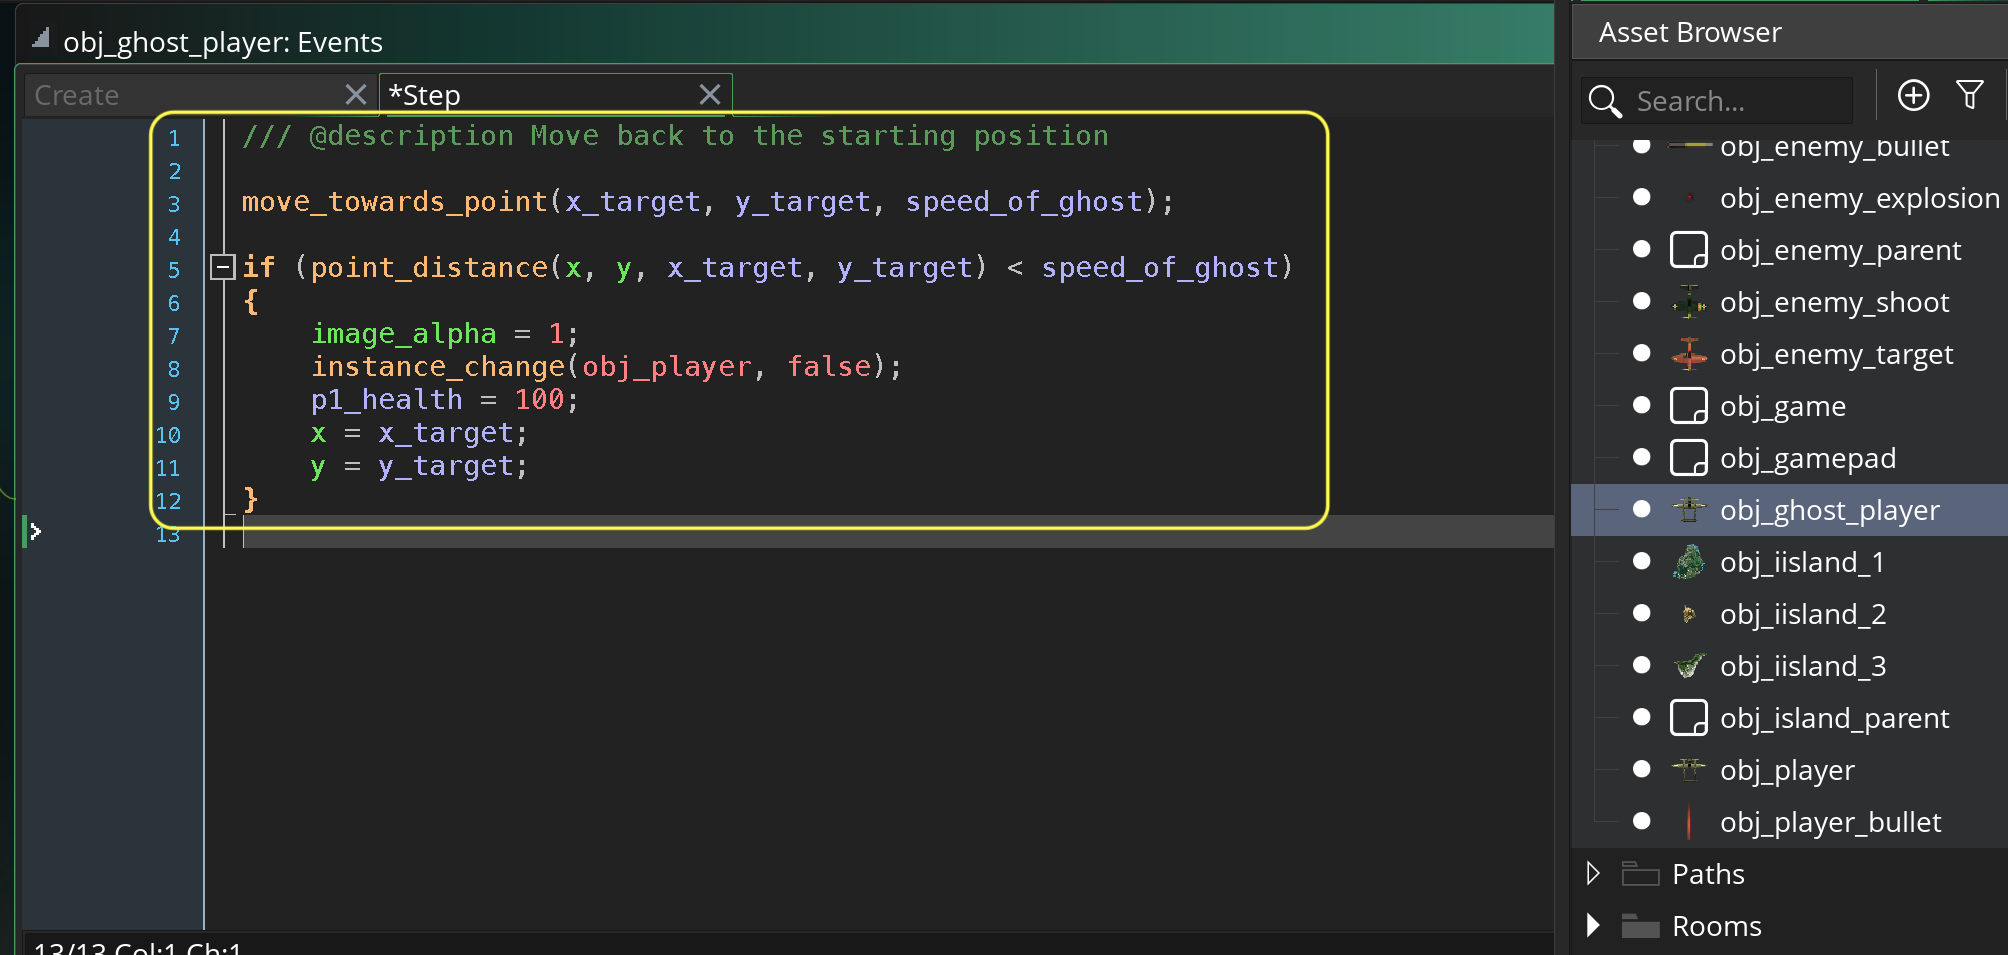 obj_ghost_player: Events
Create
*Step
1 /// @description Move back to the starting position
2
3 move_towards_point(x_target, y_target, speed_of_ghost);
4
5 if (point_distance(x, y, x_target, y_target) < speed_of_ghost)
6 {
7 image_alpha = 1;
8 instance_change(obj_player, false);
9 p1_health = 100;
10 x = x_target;
11 y = y_target;
12 }
13
13/13 Col:1 Ch:1
Asset Browser
Search...
obj_enemy_bullet
obj_enemy_explosion
obj_enemy_parent
obj_enemy_shoot
obj_enemy_target
obj_game
obj_gamepad
obj_ghost_player
obj_iisland_1
obj_iisland_2
obj_iisland_3
obj_island_parent
obj_player
obj_player_bullet
Paths
Rooms